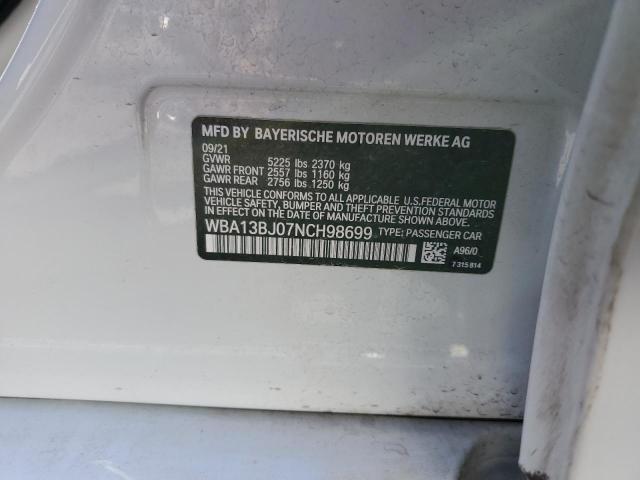 MFD BY BAYERISCHE MOTOREN WERKE AG
09/21
GVWR 5225 lbs 2370 kg
GAWR FRONT 2557 lbs 1160 kg
GAWR REAR 2756 lbs 1250 kg
THIS VEHICLE CONFORMS TO ALL APPLICABLE U.S.FEDERAL MOTOR
VEHICLE SAFETY, BUMPER AND THEFT PREVENTION STANDARDS
IN EFFECT ON THE DATE OF MANUFACTURE SHOWN ABOVE.
WBA13BJ07NCH98699 TYPE: PASSENGER CAR
A96/0
7 315 814